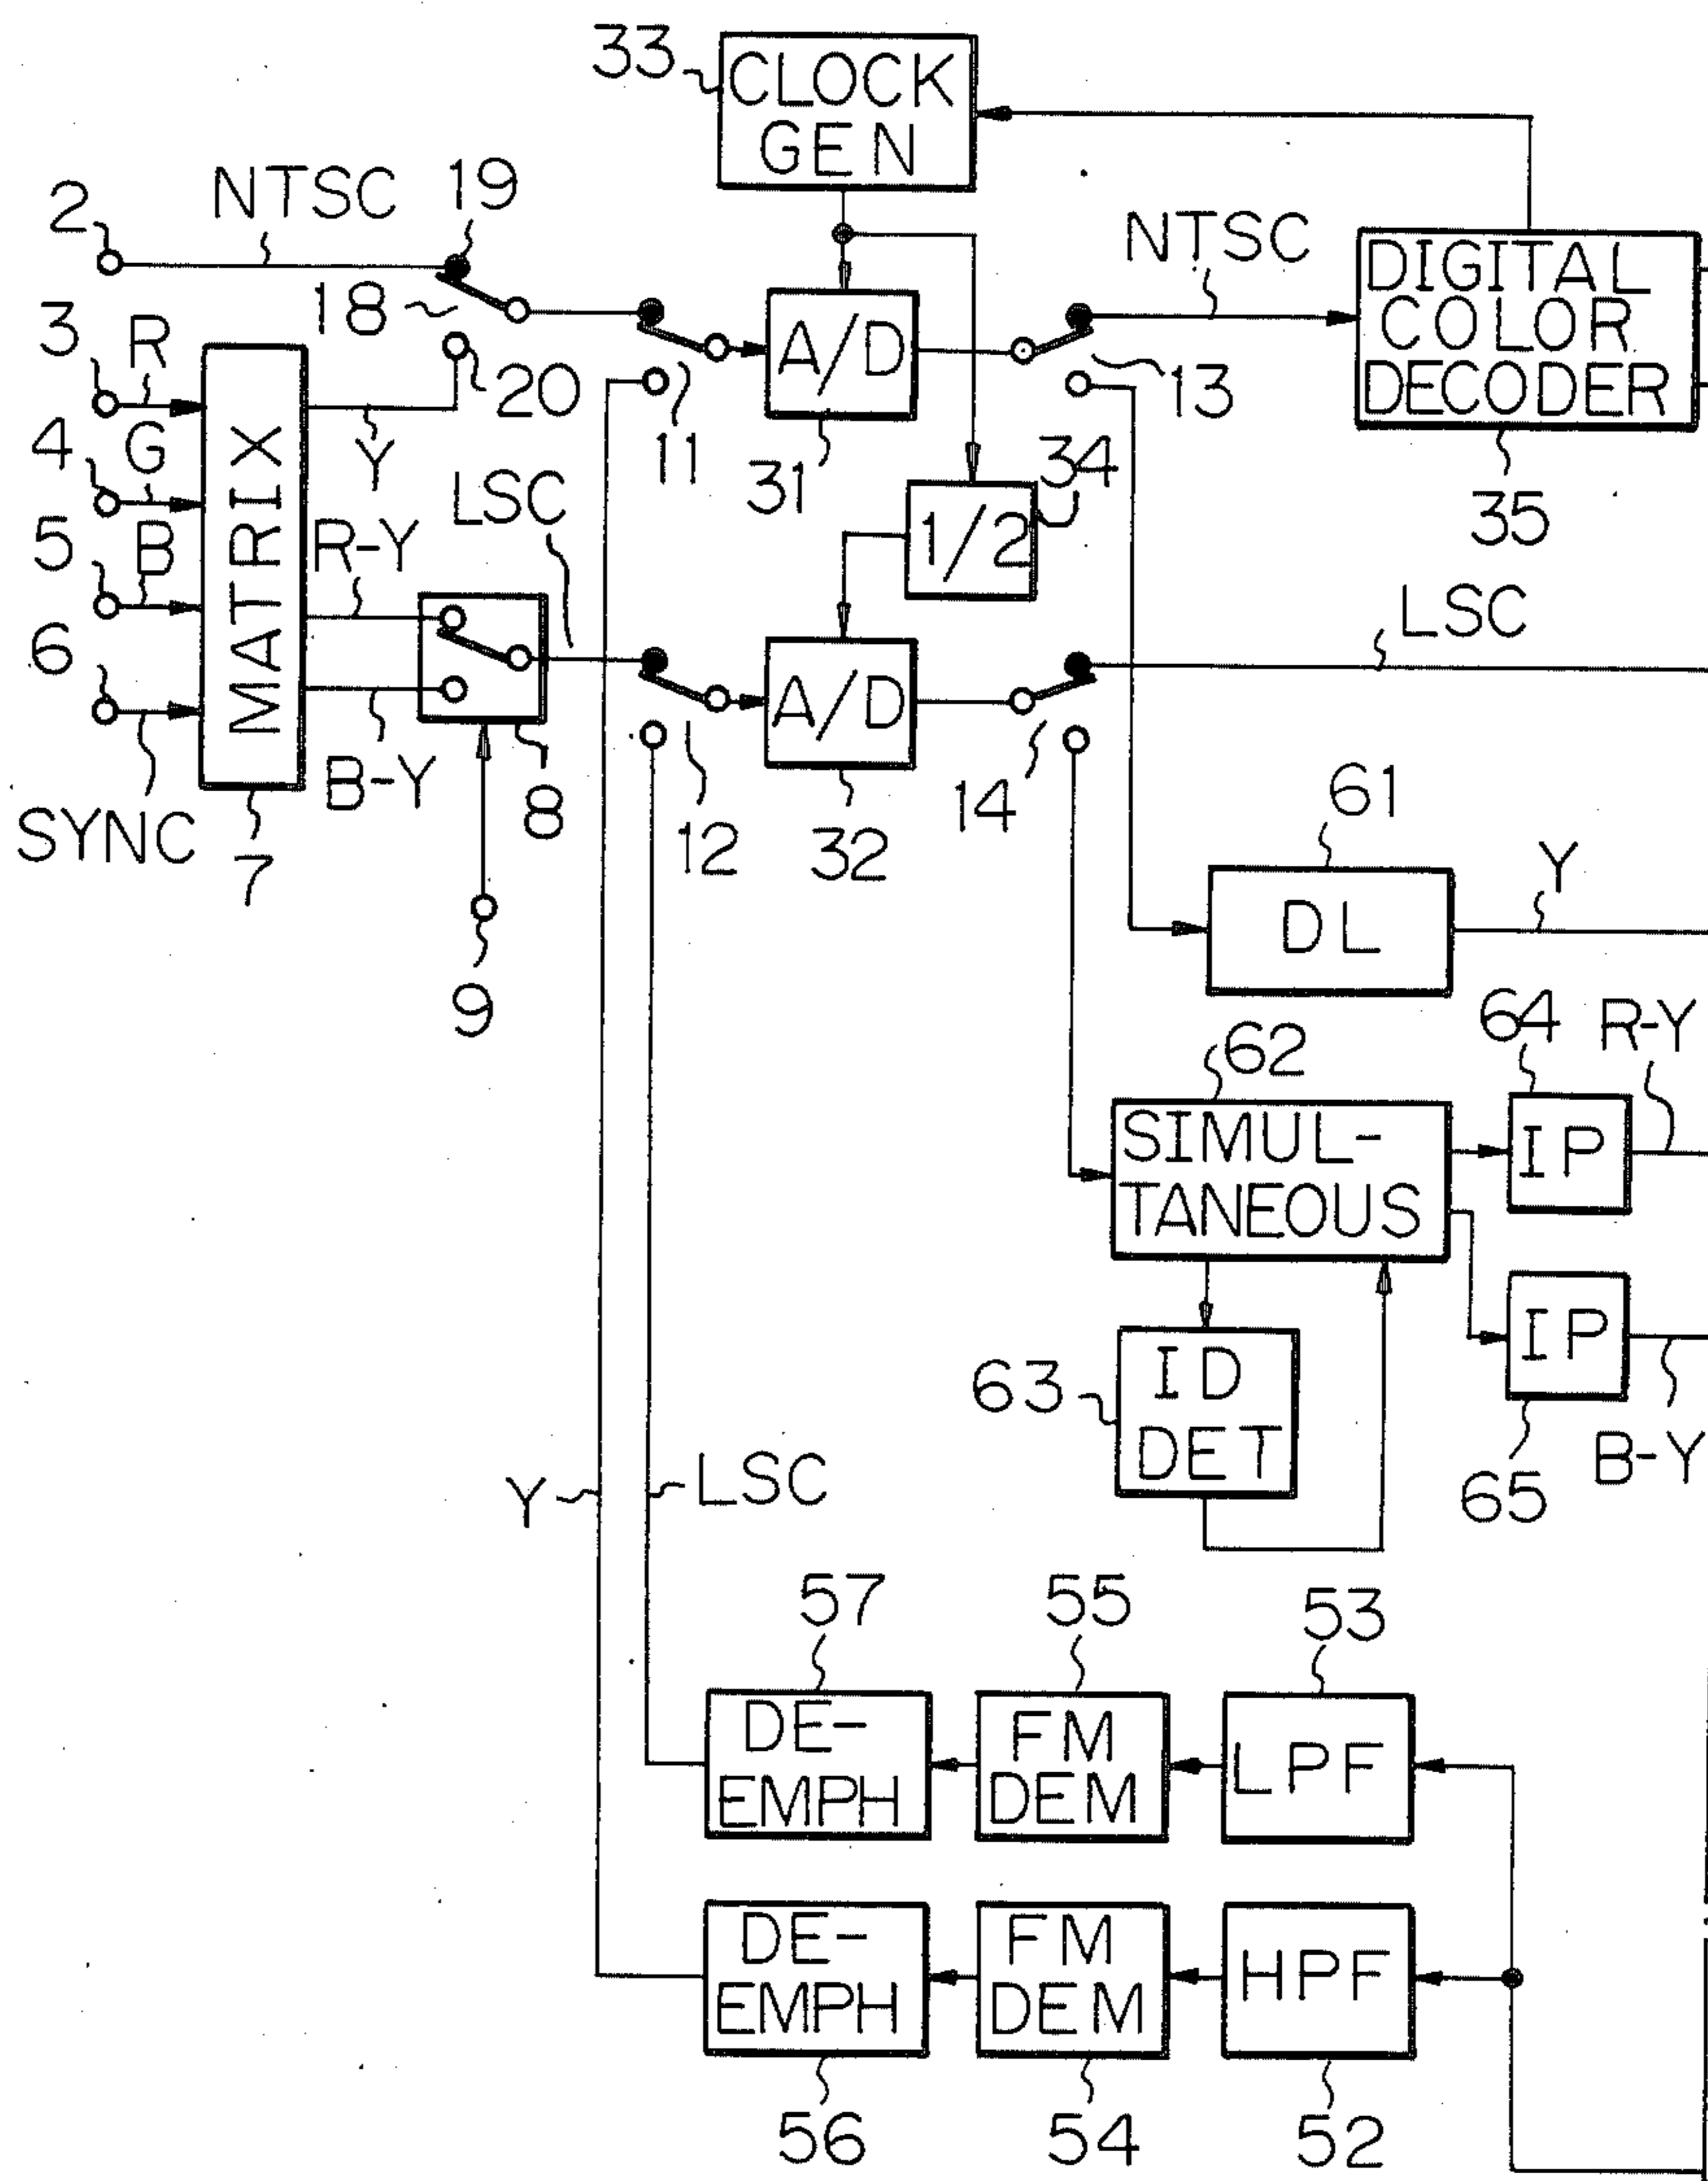 33
CLOCK
GEN
2
NTSC
19
NTSC
DIGITAL
COLOR
DECODER
18
3
R
A/D
20
13
4
G
Y
11
31
34
35
MATRIX
LSC
5
B
R-Y
1/2
LSC
6
A/D
B-Y
8
12
32
14
61
SYNC
7
Y
DL
9
64
R-Y
62
SIMUL-
TANEOUS
IP
63
ID
DET
IP
B-Y
65
Y
LSC
57
55
53
DE-
EMPH
FM
DEM
LPF
DE-
EMPH
FM
DEM
HPF
56
54
52